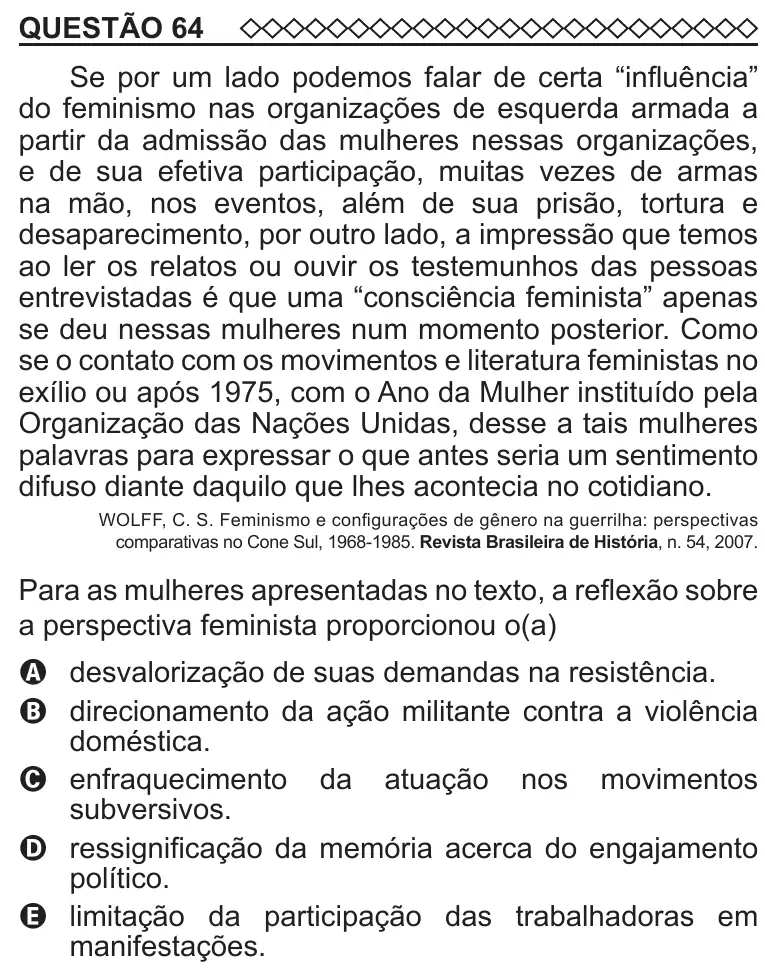 QUESTÃO 64
Se por um lado podemos falar de certa “influência”
do feminismo nas organizações de esquerda armada a
partir da admissão das mulheres nessas organizações,
e de sua efetiva participação, muitas vezes de armas
na mão, nos eventos, além de sua prisão, tortura e
desaparecimento, por outro lado, a impressão que temos
ao ler os relatos ou ouvir os testemunhos das pessoas
entrevistadas é que uma “consciência feminista” apenas
se deu nessas mulheres num momento posterior. Como
se o contato com os movimentos e literatura feministas no
exílio ou após 1975, com o Ano da Mulher instituído pela
Organização das Nações Unidas, desse a tais mulheres
palavras para expressar o que antes seria um sentimento
difuso diante daquilo que lhes acontecia no cotidiano.
WOLFF, C. S. Feminismo e configurações de gênero na guerrilha: perspectivas
comparativas no Cone Sul, 1968-1985. Revista Brasileira de História, n. 54, 2007.
Para as mulheres apresentadas no texto, a reflexão sobre
a perspectiva feminista proporcionou o(a)
A desvalorização de suas demandas na resistência.
B direcionamento da ação militante contra a violência
doméstica.
C enfraquecimento da atuação nos movimentos
subversivos.
D ressignificação da memória acerca do engajamento
político.
E limitação da participação das trabalhadoras em
manifestações.